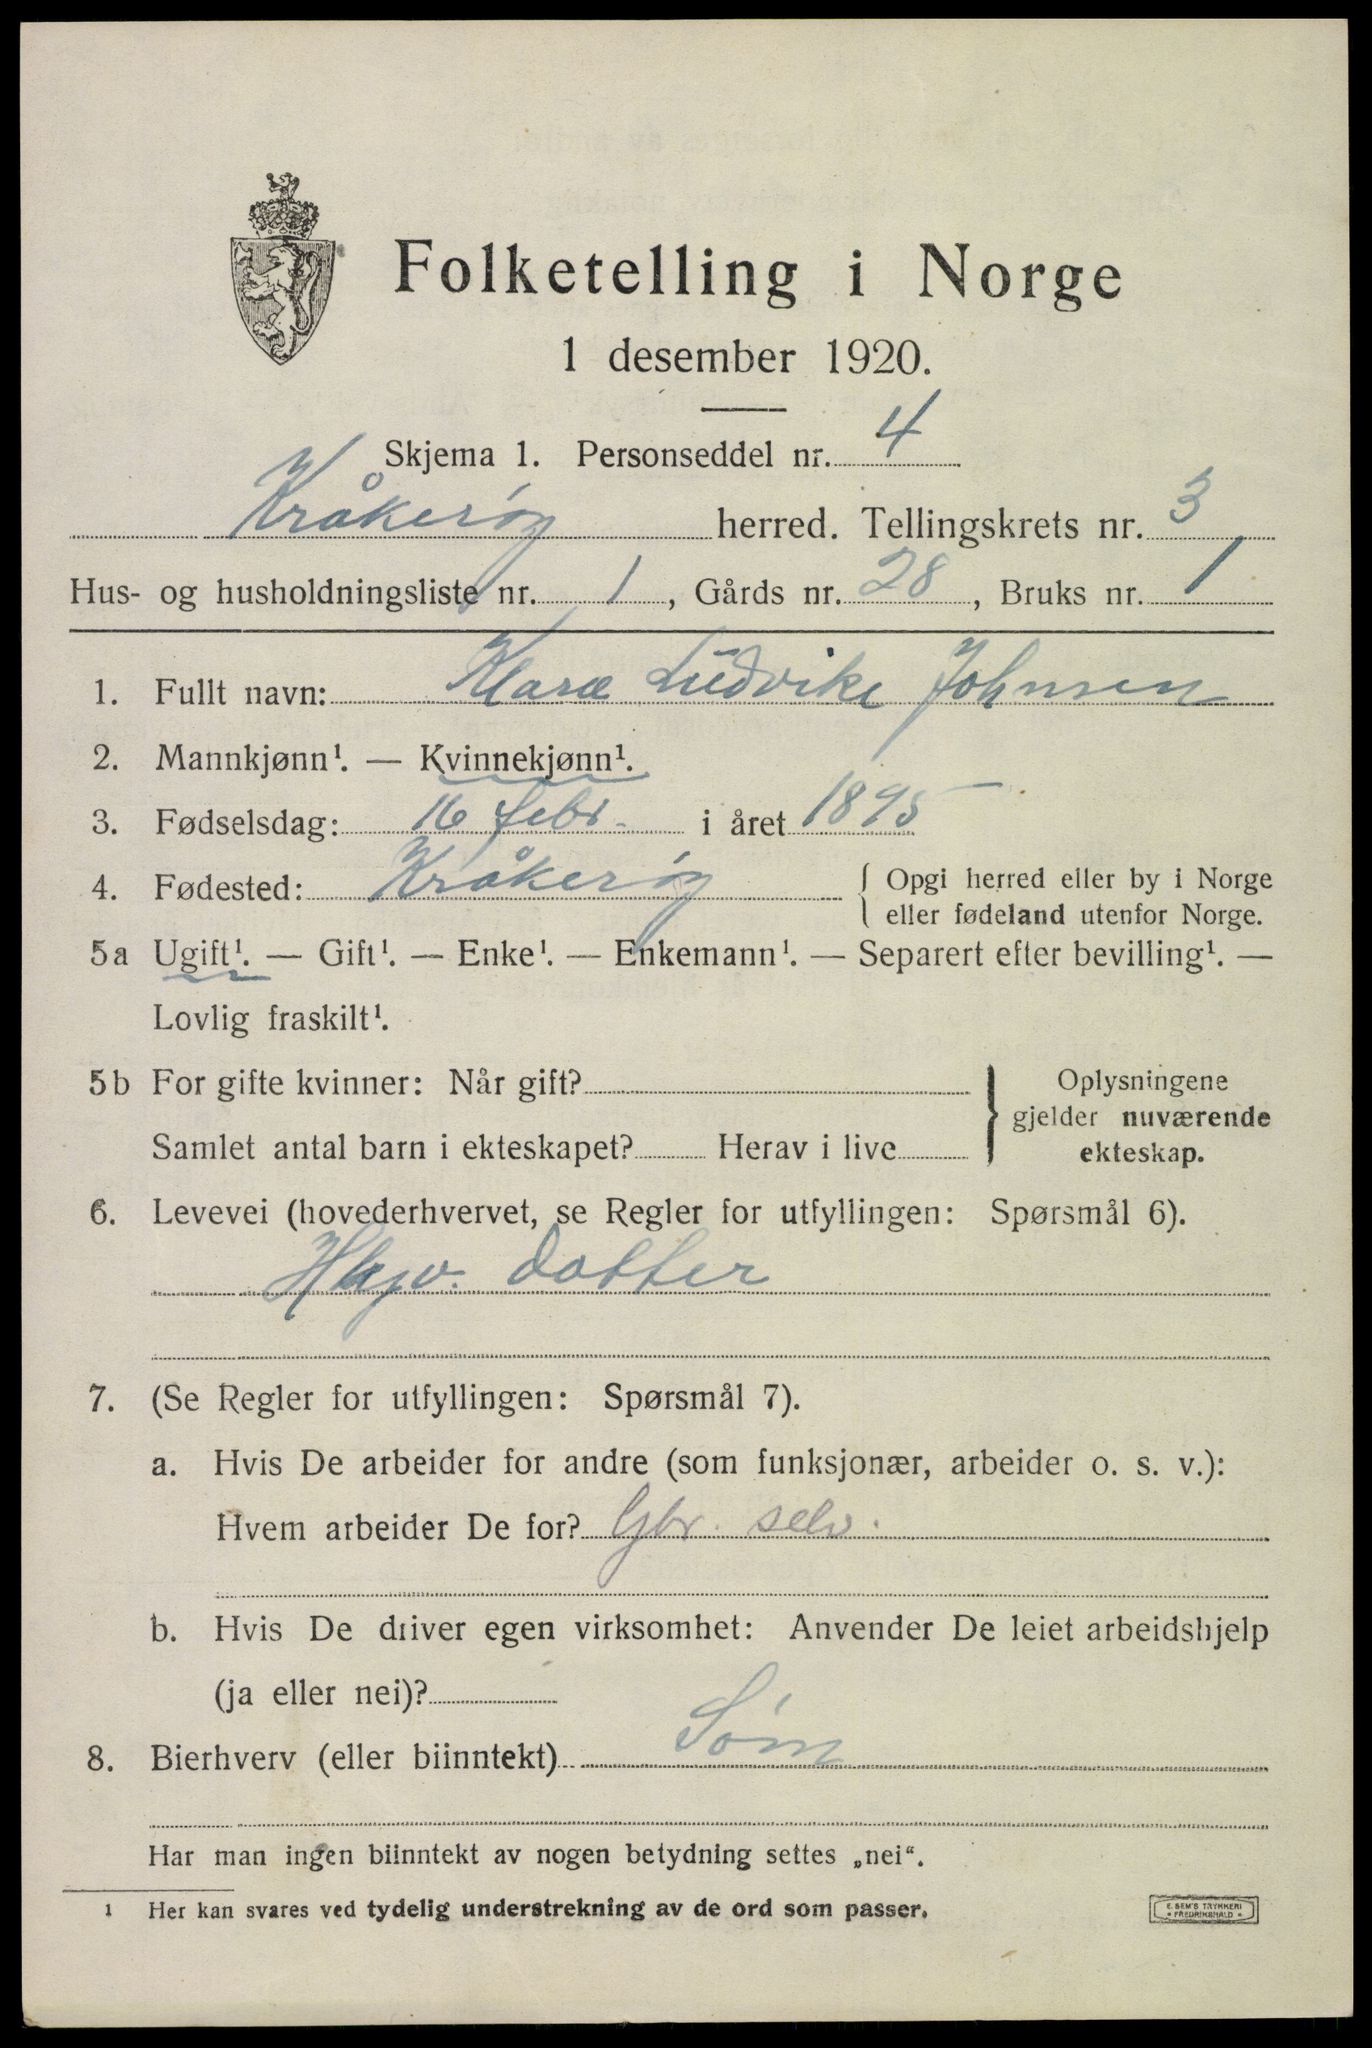 Folketelling i Norge
1 desember 1920.
Skjema 1. Personseddel nr. 4
Kråkerøy herred. Tellingskrets nr. 3
Hus- og husholdningsliste nr. 1, Gårds nr. 28, Bruks nr. 1
1. Fullt navn: Klara Ludvike Johnsen
2. Mannkjønn¹. — Kvinnekjønn¹.
3. Fødselsdag: 16 febr. i året 1895
4. Fødested: Kråkerøy { Opgi herred eller by i Norge
eller fødeland utenfor Norge.
5a Ugift¹. — Gift¹. — Enke¹. — Enkemann¹. — Separert efter bevilling¹. —
Lovlig fraskilt¹.
5b For gifte kvinner: Når gift? } Oplysningene
gjelder nuværende
Samlet antal barn i ekteskapet? Herav i live ekteskap.
6. Levevei (hovederhvervet, se Regler for utfyllingen: Spørsmål 6).
Hkjv. dotter
7. (Se Regler for utfyllingen: Spørsmål 7).
a. Hvis De arbeider for andre (som funksjonær, arbeider o. s. v.):
Hvem arbeider De for? Gbr. selv.
b. Hvis De driver egen virksomhet: Anvender De leiet arbeidshjelp
(ja eller nei)?
8. Bierhverv (eller biinntekt) Søm
Har man ingen biinntekt av nogen betydning settes „nei“.
1 Her kan svares ved tydelig understrekning av de ord som passer.
E. SEM'S TRYKKERI
• FREDRIKSHALD •